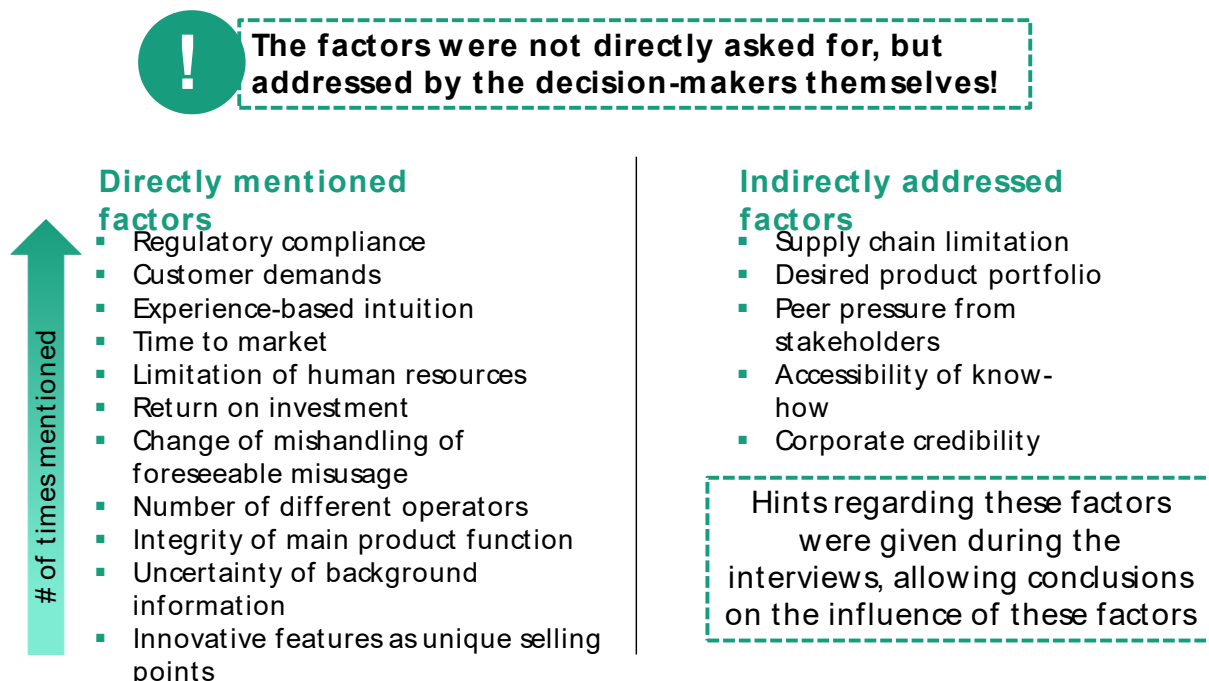 !
The factors were not directly asked for, but
addressed by the decision-makers themselves!
Directly mentioned
factors
▪ Regulatory compliance
▪ Customer demands
▪ Experience-based intuition
▪ Time to market
▪ Limitation of human resources
▪ Return on investment
▪ Change of mishandling of
foreseeable misusage
▪ Number of different operators
▪ Integrity of main product function
▪ Uncertainty of background
information
▪ Innovative features as unique selling
points
# of times mentioned
Indirectly addressed
factors
▪ Supply chain limitation
▪ Desired product portfolio
▪ Peer pressure from
stakeholders
▪ Accessibility of know-
how
▪ Corporate credibility
Hints regarding these factors
were given during the
interviews, allowing conclusions
on the influence of these factors